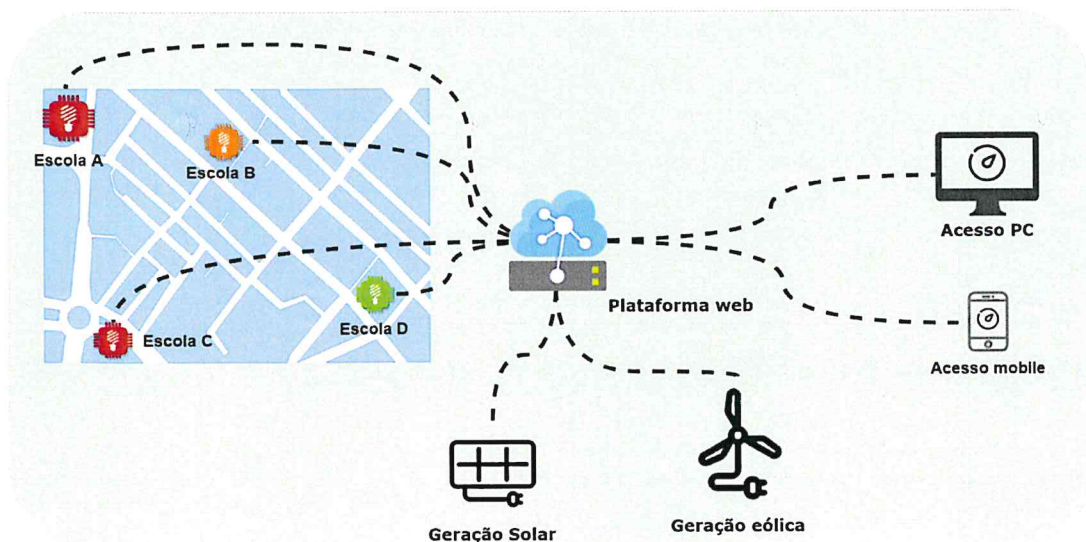 Escola A
Escola B
Escola C
Escola D
Plataforma web
Acesso PC
Acesso mobile
Geração Solar
Geração eólica